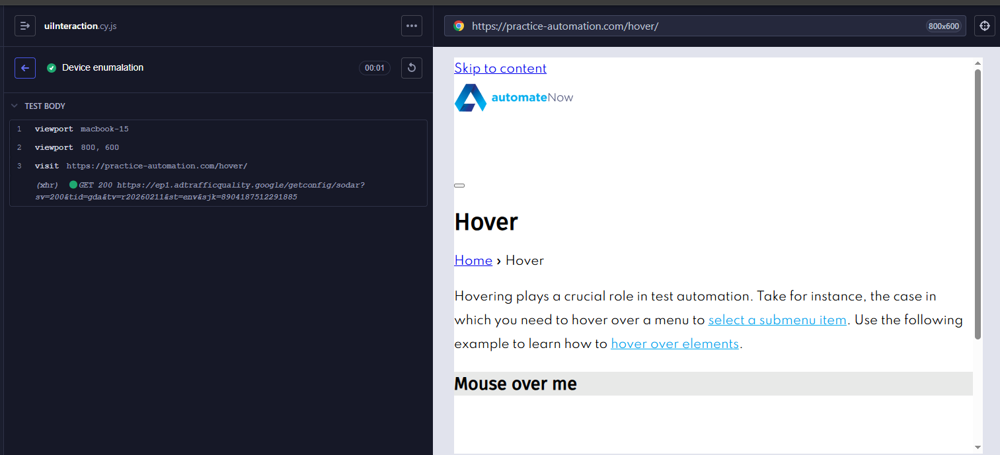 uiInteraction.cy.js
Device enumalation
00:01
TEST BODY
1 viewport macbook-15
2 viewport 800, 600
3 visit https://practice-automation.com/hover/
(xhr) GET 200 https://ep1.adtrafficquality.google/getconfig/sodar?
sv=200&tid=gda&tv=r20260211&st=env&sjk=8904187512291885
https://practice-automation.com/hover/
800x600
Skip to content
automateNow
Hover
Home › Hover
Hovering plays a crucial role in test automation. Take for instance, the case in
which you need to hover over a menu to select a submenu item. Use the following
example to learn how to hover over elements.
Mouse over me